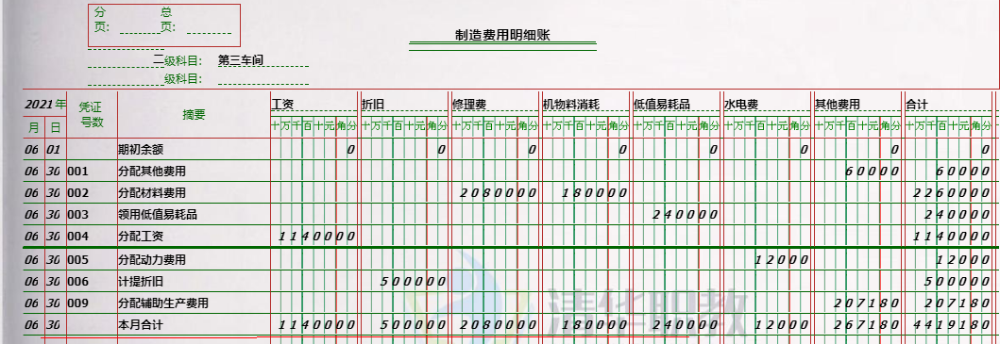 分页: 总页:
制造费用明细账
二级科目: 第三车间
级科目:
2021 年 凭证号数 摘要 工资 折旧 修理费 机物料消耗 低值易耗品 水电费 其他费用 合计
月 日 十万千百十元角分 十万千百十元角分 十万千百十元角分 十万千百十元角分 十万千百十元角分 十万千百十元角分 十万千百十元角分 十万千百十元角分
06 01 期初余额 0 0 0 0 0 0 0 0
06 30 001 分配其他费用 60000 60000
06 30 002 分配材料费用 2080000 180000 2260000
06 30 003 领用低值易耗品 240000 240000
06 30 004 分配工资 1140000 1140000
06 30 005 分配动力费用 12000 12000
06 30 006 计提折旧 500000 500000
06 30 009 分配辅助生产费用 207180 207180
06 30 本月合计 1140000 500000 2080000 180000 240000 12000 267180 4419180
清华职教